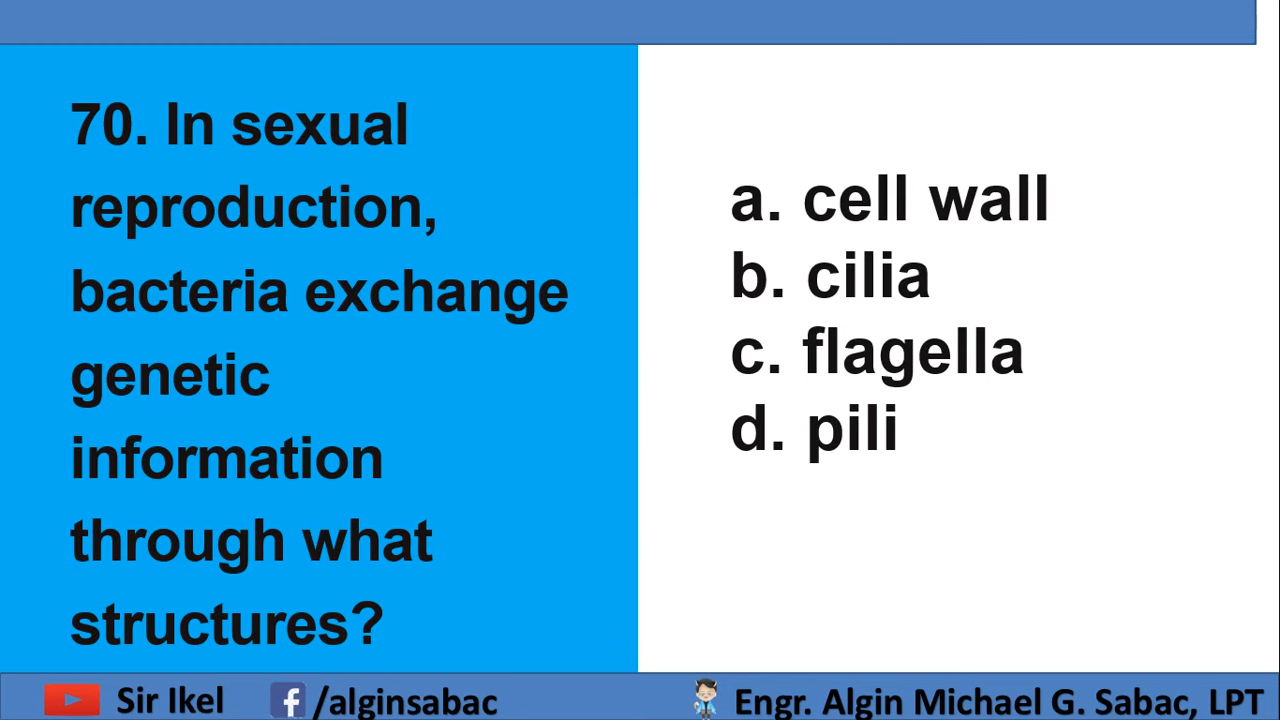 70. In sexual
reproduction,
bacteria exchange
genetic
information
through what
structures?
a. cell wall
b. cilia
c. flagella
d. pili
Sir Ikel
/alginsabac
Engr. Algin Michael G. Sabac, LPT